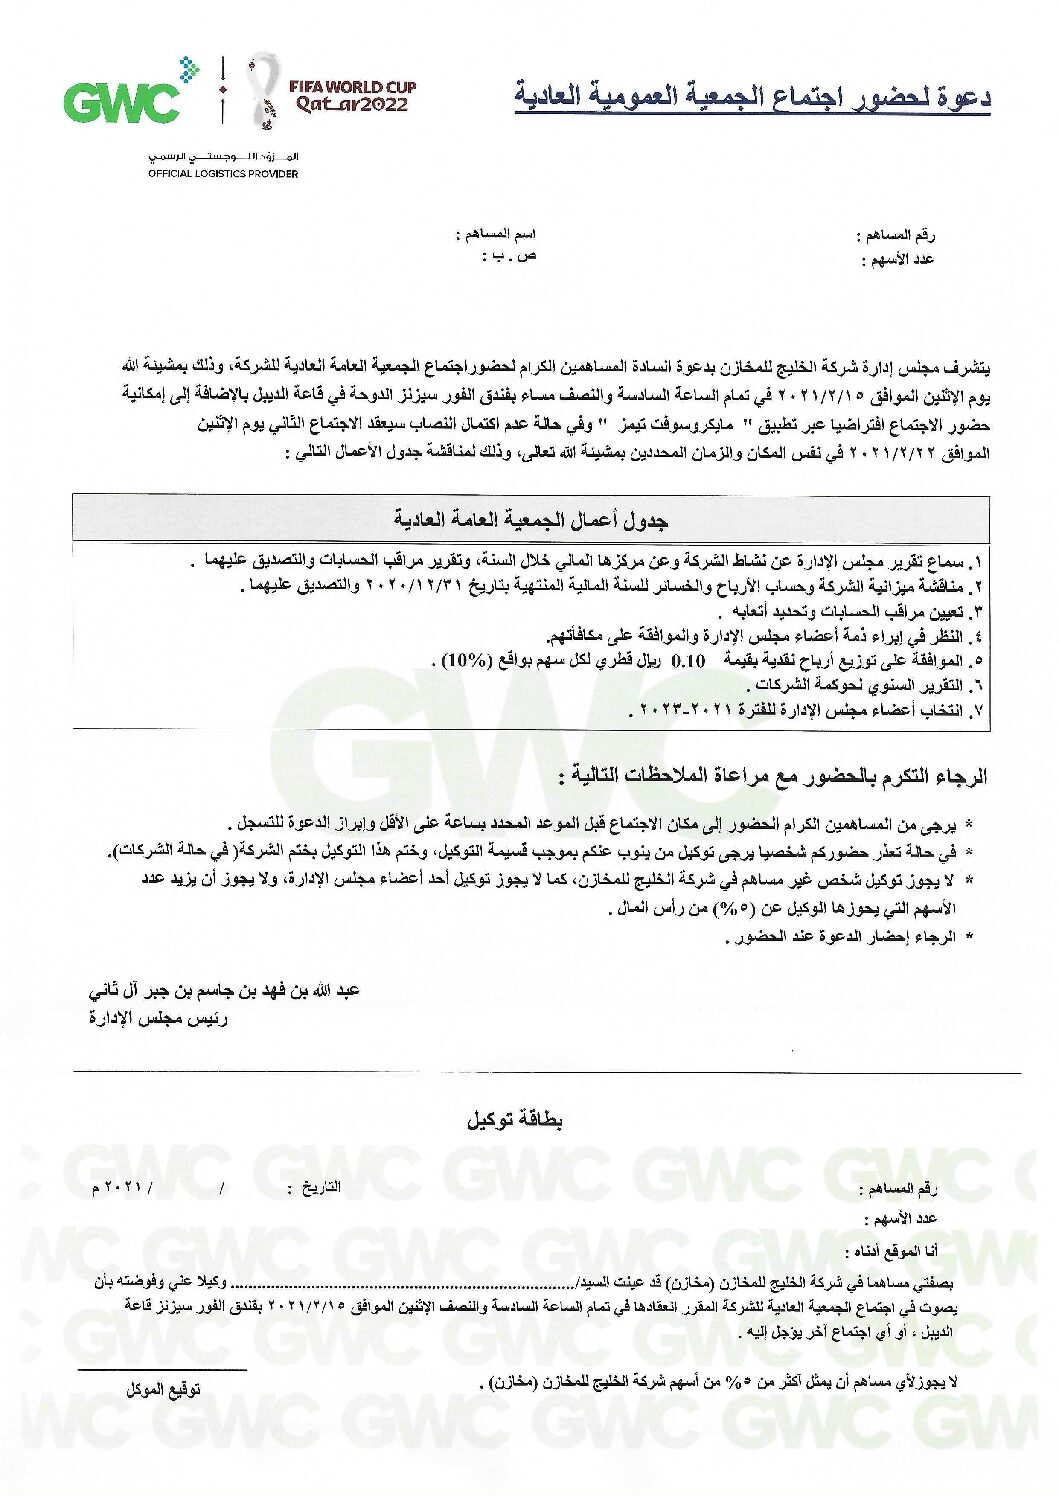 GWC
FIFA WORLD CUP
Qatar2022
المزود اللوجستي الرسمي
OFFICIAL LOGISTICS PROVIDER
دعوة لحضور اجتماع الجمعية العمومية العادية
رقم المساهم :
اسم المساهم :
عدد الأسهم :
ص . ب :
يتشرف مجلس إدارة شركة الخليج للمخازن بدعوة السادة المساهمين الكرام لحضوراجتماع الجمعية العامة العادية للشركة، وذلك بمشيئة الله
يوم الإثنين الموافق ٢٠٢١/٢/١٥ في تمام الساعة السادسة والنصف مساء بفندق الفور سيزنز الدوحة في قاعة الديبل بالإضافة إلى إمكانية
حضور الاجتماع افتراضيا عبر تطبيق " مايكروسوفت تيمز " وفي حالة عدم اكتمال النصاب سيعقد الاجتماع الثاني يوم الإثنين
الموافق ٢٠٢١/٢/٢٢ في نفس المكان والزمان المحددين بمشيئة الله تعالى، وذلك لمناقشة جدول الأعمال التالي :
جدول أعمال الجمعية العامة العادية
١. سماع تقرير مجلس الإدارة عن نشاط الشركة وعن مركزها المالي خلال السنة، وتقرير مراقب الحسابات والتصديق عليهما .
٢. مناقشة ميزانية الشركة وحساب الأرباح والخسائر للسنة المالية المنتهية بتاريخ ٢٠٢٠/١٢/٣١ والتصديق عليهما .
٣. تعيين مراقب الحسابات وتحديد أتعابه .
٤. النظر في إبراء ذمة أعضاء مجلس الإدارة والموافقة على مكافأتهم.
٥. الموافقة على توزيع أرباح نقدية بقيمة 0.10 ريال قطري لكل سهم بواقع (10%) .
٦. التقرير السنوي لحوكمة الشركات .
٧. انتخاب أعضاء مجلس الإدارة للفترة ٢٠٢١-٢٠٢٣ .
الرجاء التكرم بالحضور مع مراعاة الملاحظات التالية :
* يرجى من المساهمين الكرام الحضور إلى مكان الاجتماع قبل الموعد المحدد بساعة على الأقل وإبراز الدعوة للتسجل .
* في حالة تعذر حضوركم شخصيا يرجى توكيل من ينوب عنكم بموجب قسيمة التوكيل، وختم هذا التوكيل بختم الشركة( في حالة الشركات).
* لا يجوز توكيل شخص غير مساهم في شركة الخليج للمخازن، كما لا يجوز توكيل أحد أعضاء مجلس الإدارة، ولا يجوز أن يزيد عدد
الأسهم التي يحوزها الوكيل عن (٥%) من رأس المال .
* الرجاء إحضار الدعوة عند الحضور .
عبد الله بن فهد بن جاسم بن جبر آل ثاني
رئيس مجلس الإدارة
بطاقة توكيل
رقم المساهم :
التاريخ : / / ٢٠٢١ م
عدد الأسهم :
أنا الموقع أدناه :
بصفتي مساهما في شركة الخليج للمخازن (مخازن) قد عينت السيد/........................................ وكيلا علي وفوضته بأن
يصوت في اجتماع الجمعية العادية للشركة المقرر انعقادها في تمام الساعة السادسة والنصف الإثنين الموافق ٢٠٢١/٢/١٥ بفندق الفور سيزنز قاعة
الديبل ، أو أي اجتماع آخر يؤجل إليه .
لا يجوزلأي مساهم أن يمثل أكثر من ٥% من أسهم شركة الخليج للمخازن (مخازن) .
توقيع الموكل